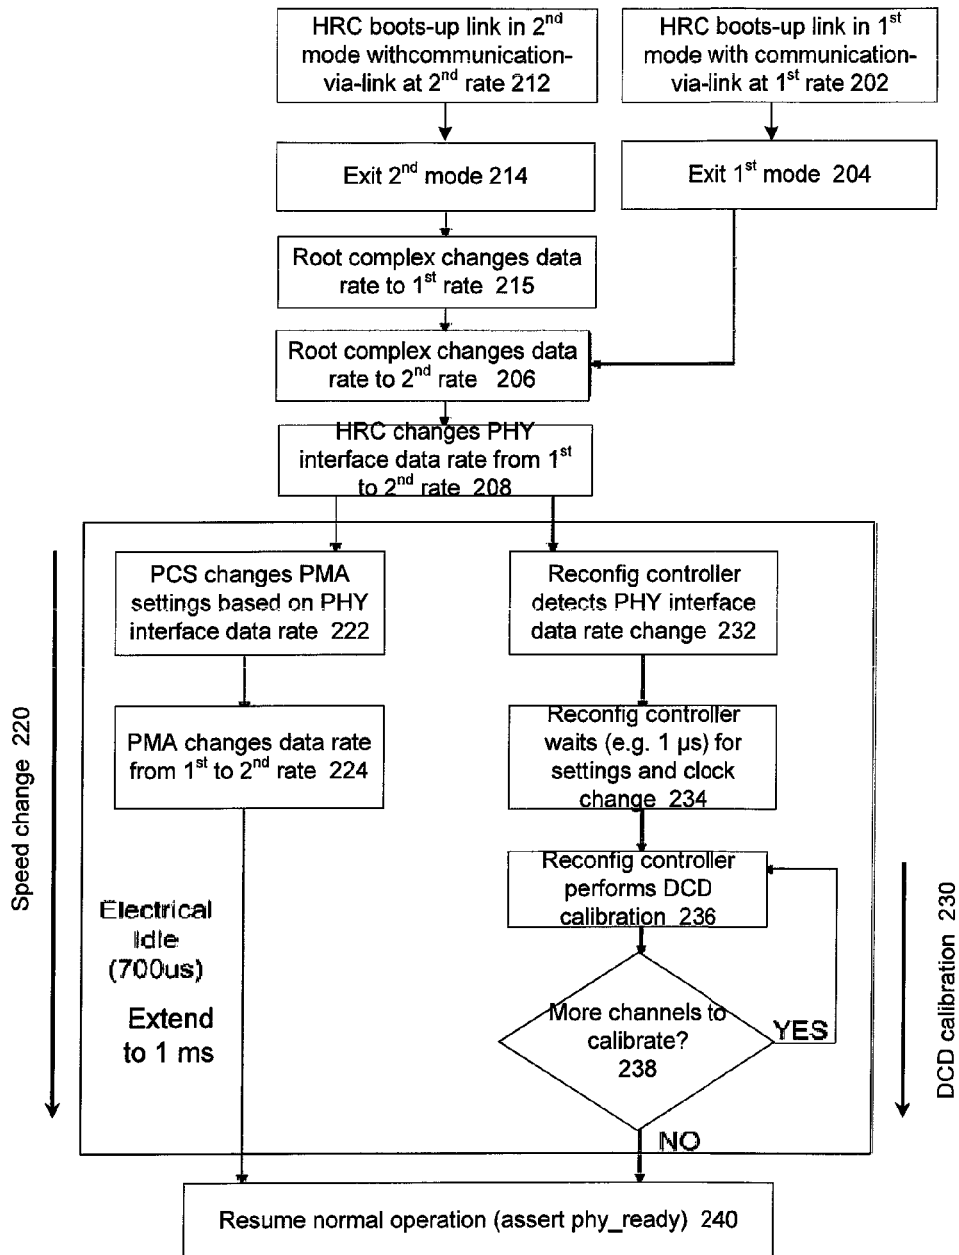 HRC boots-up link in 2nd
mode withcommunication-
via-link at 2nd rate 212
HRC boots-up link in 1st
mode with communication-
via-link at 1st rate 202
Exit 2nd mode 214
Exit 1st mode 204
Root complex changes data
rate to 1st rate 215
Root complex changes data
rate to 2nd rate 206
HRC changes PHY
interface data rate from 1st
to 2nd rate 208
Speed change 220
PCS changes PMA
settings based on PHY
interface data rate 222
PMA changes data rate
from 1st to 2nd rate 224
Electrical
Idle
(700us)
Extend
to 1 ms
Reconfig controller
detects PHY interface
data rate change 232
Reconfig controller
waits (e.g. 1 µs) for
settings and clock
change 234
Reconfig controller
performs DCD
calibration 236
More channels to
calibrate?
238
YES
NO
DCD calibration 230
Resume normal operation (assert phy_ready) 240